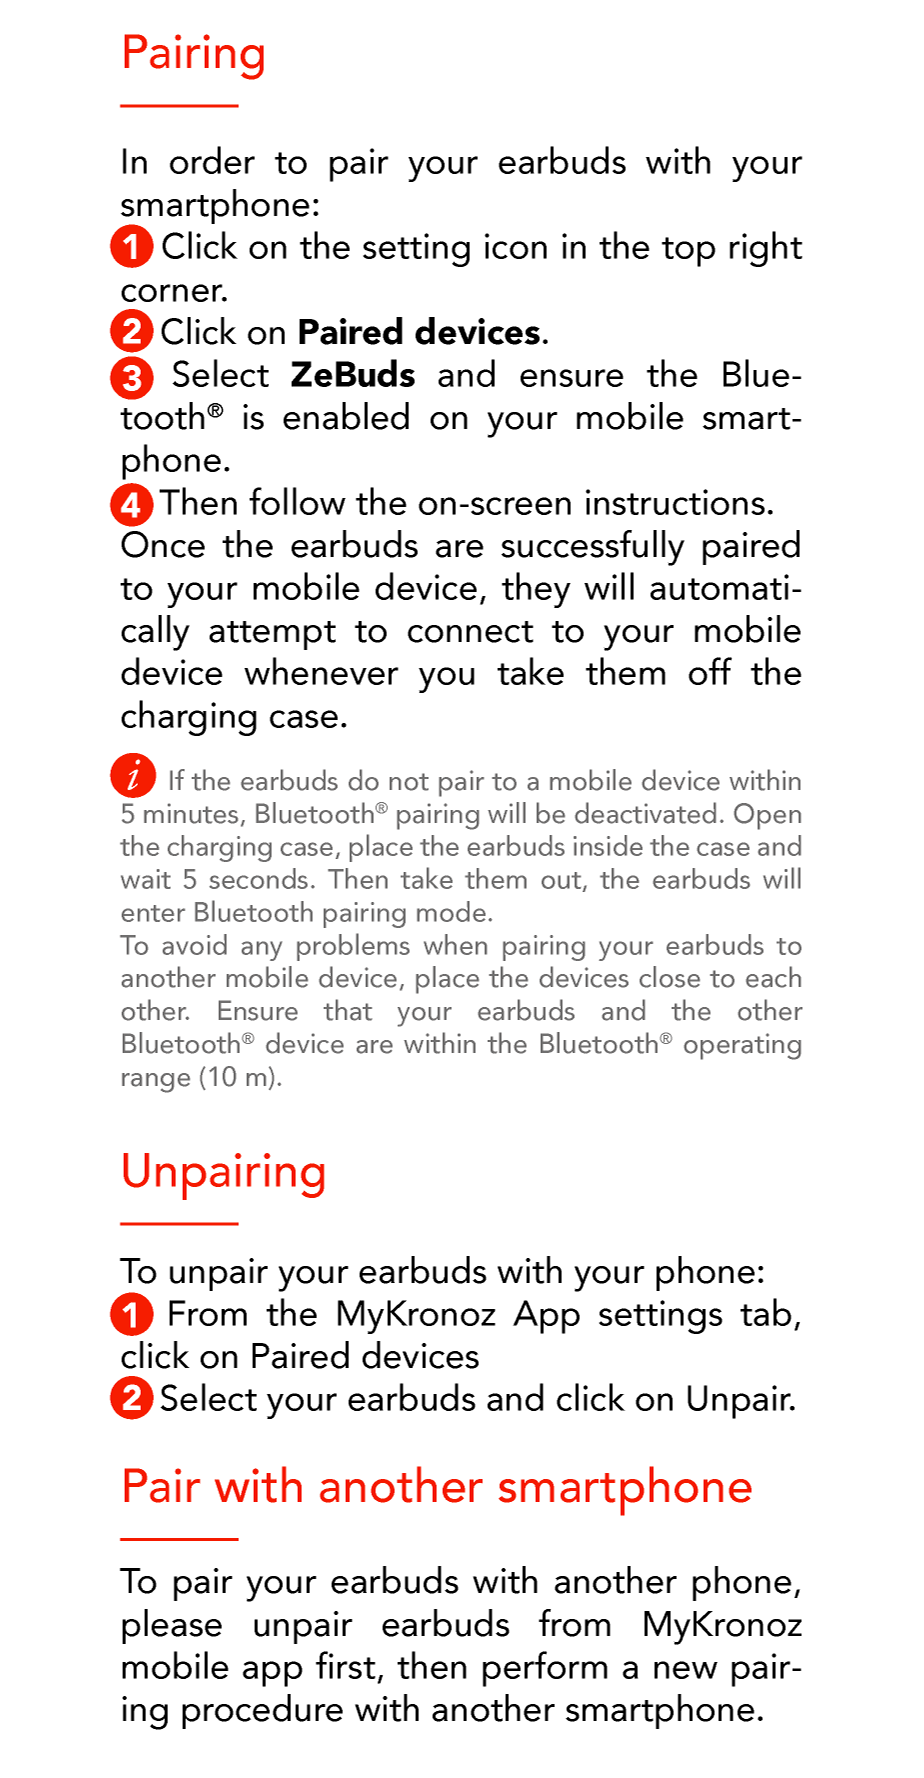 Pairing
In order to pair your earbuds with your
smartphone:
1 Click on the setting icon in the top right
corner.
2 Click on Paired devices.
3 Select ZeBuds and ensure the Blue-
tooth® is enabled on your mobile smart-
phone.
4 Then follow the on-screen instructions.
Once the earbuds are successfully paired
to your mobile device, they will automati-
cally attempt to connect to your mobile
device whenever you take them off the
charging case.
i If the earbuds do not pair to a mobile device within
5 minutes, Bluetooth® pairing will be deactivated. Open
the charging case, place the earbuds inside the case and
wait 5 seconds. Then take them out, the earbuds will
enter Bluetooth pairing mode.
To avoid any problems when pairing your earbuds to
another mobile device, place the devices close to each
other. Ensure that your earbuds and the other
Bluetooth® device are within the Bluetooth® operating
range (10 m).
Unpairing
To unpair your earbuds with your phone:
1 From the MyKronoz App settings tab,
click on Paired devices
2 Select your earbuds and click on Unpair.
Pair with another smartphone
To pair your earbuds with another phone,
please unpair earbuds from MyKronoz
mobile app first, then perform a new pair-
ing procedure with another smartphone.